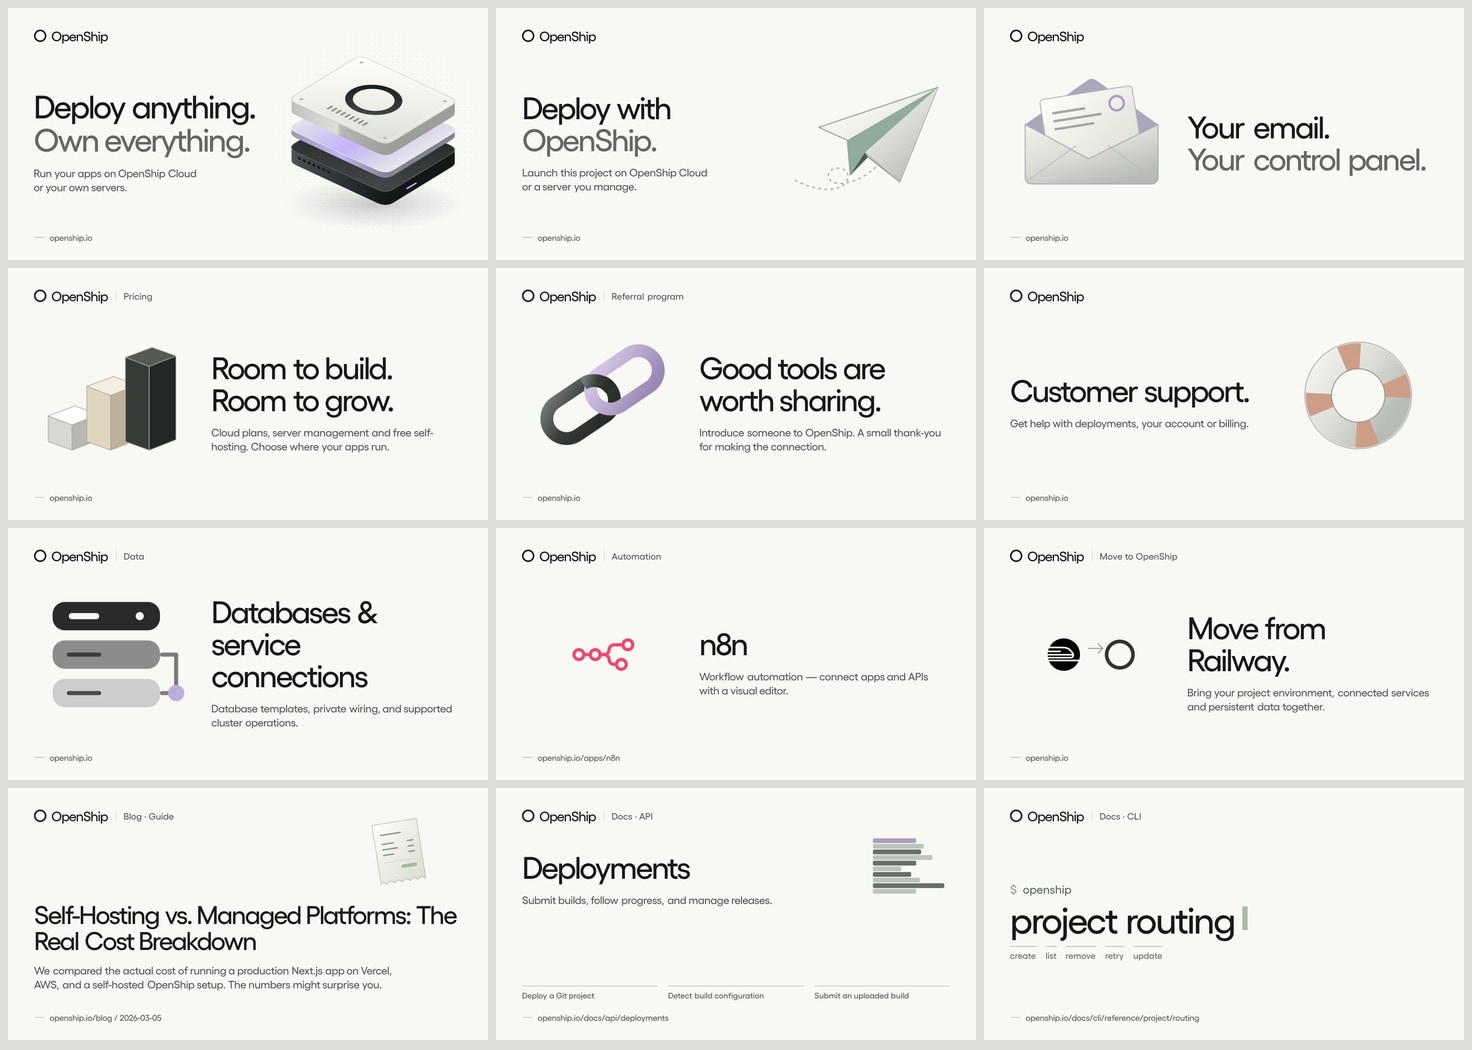 OpenShip
Deploy anything.
Own everything.
Run your apps on OpenShip Cloud
or your own servers.
openship.io
OpenShip
Deploy with
OpenShip.
Launch this project on OpenShip Cloud
or a server you manage.
openship.io
OpenShip
Your email.
Your control panel.
openship.io
OpenShip | Pricing
Room to build.
Room to grow.
Cloud plans, server management and free self-
hosting. Choose where your apps run.
openship.io
OpenShip | Referral program
Good tools are
worth sharing.
Introduce someone to OpenShip. A small thank-you
for making the connection.
openship.io
OpenShip
Customer support.
Get help with deployments, your account or billing.
openship.io
OpenShip | Data
Databases &
service
connections
Database templates, private wiring, and supported
cluster operations.
openship.io
OpenShip | Automation
n8n
Workflow automation — connect apps and APIs
with a visual editor.
openship.io/apps/n8n
OpenShip | Move to OpenShip
Move from
Railway.
Bring your project environment, connected services
and persistent data together.
openship.io
OpenShip | Blog · Guide
Self-Hosting vs. Managed Platforms: The
Real Cost Breakdown
We compared the actual cost of running a production Next.js app on Vercel,
AWS, and a self-hosted OpenShip setup. The numbers might surprise you.
openship.io/blog / 2026-03-05
OpenShip | Docs · API
Deployments
Submit builds, follow progress, and manage releases.
Deploy a Git project
Detect build configuration
Submit an uploaded build
openship.io/docs/api/deployments
OpenShip | Docs · CLI
$ openship
project routing
create list remove retry update
openship.io/docs/cli/reference/project/routing